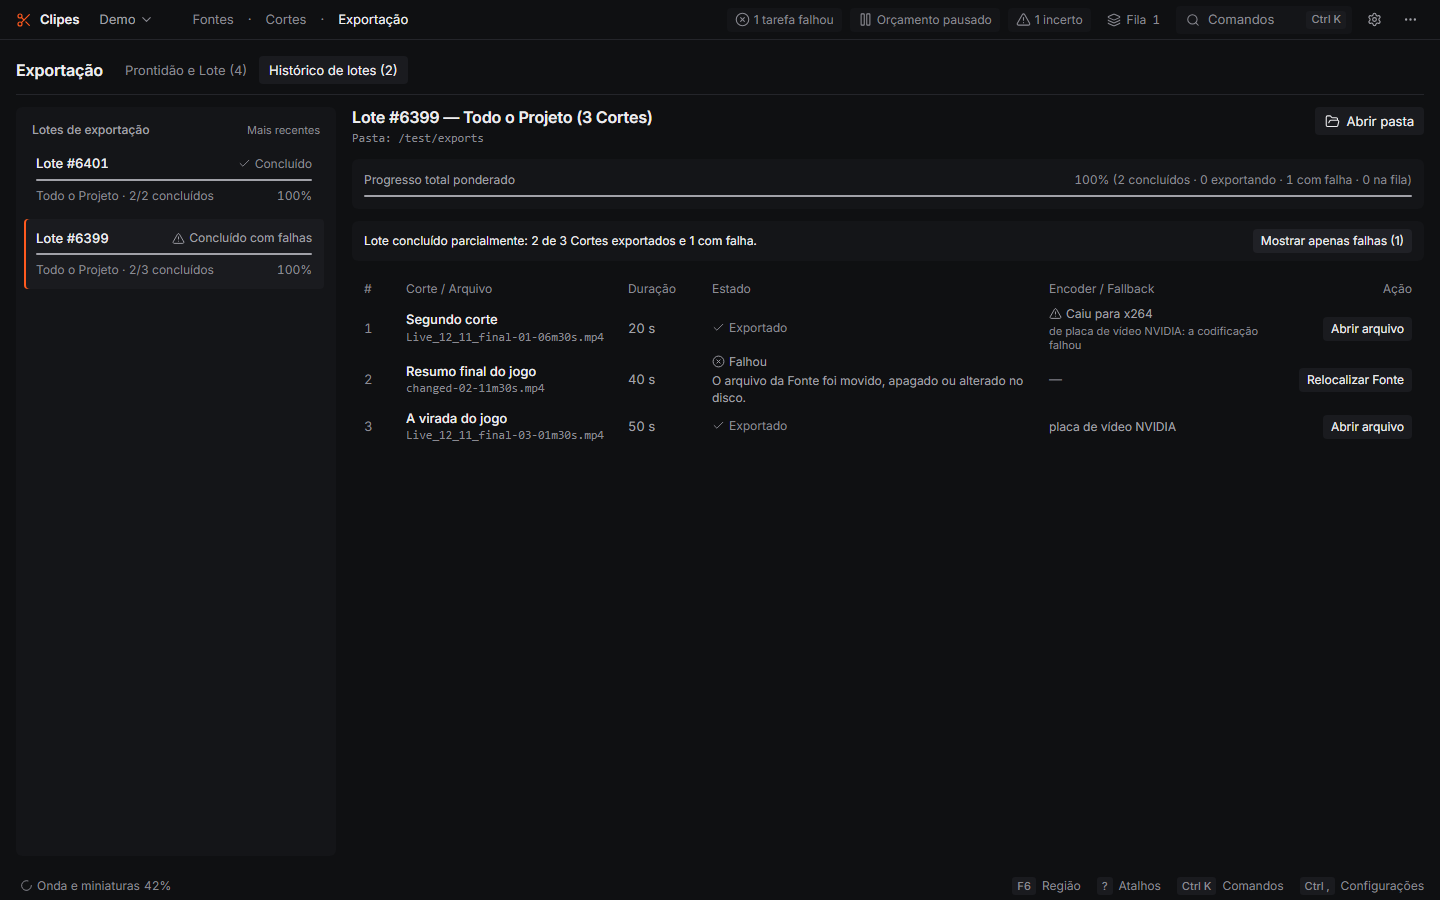 Clipes Demo Fontes · Cortes · Exportação 1 tarefa falhou Orçamento pausado 1 incerto Fila 1 Comandos Ctrl K
Exportação Prontidão e Lote (4) Histórico de lotes (2)
Lotes de exportação Mais recentes
Lote #6401 Concluído
Todo o Projeto · 2/2 concluídos 100%
Lote #6399 Concluído com falhas
Todo o Projeto · 2/3 concluídos 100%
Lote #6399 — Todo o Projeto (3 Cortes)
Pasta: /test/exports
Abrir pasta
Progresso total ponderado 100% (2 concluídos · 0 exportando · 1 com falha · 0 na fila)
Lote concluído parcialmente: 2 de 3 Cortes exportados e 1 com falha. Mostrar apenas falhas (1)
# Corte / Arquivo Duração Estado Encoder / Fallback Ação
1 Segundo corte
Live_12_11_final-01-06m30s.mp4
20 s Exportado
Caiu para x264
de placa de vídeo NVIDIA: a codificação
falhou
Abrir arquivo
2 Resumo final do jogo
changed-02-11m30s.mp4
40 s
Falhou
O arquivo da Fonte foi movido, apagado ou alterado no
disco.
— Relocalizar Fonte
3 A virada do jogo
Live_12_11_final-03-01m30s.mp4
50 s Exportado placa de vídeo NVIDIA Abrir arquivo
Onda e miniaturas 42% F6 Região ? Atalhos Ctrl K Comandos Ctrl , Configurações